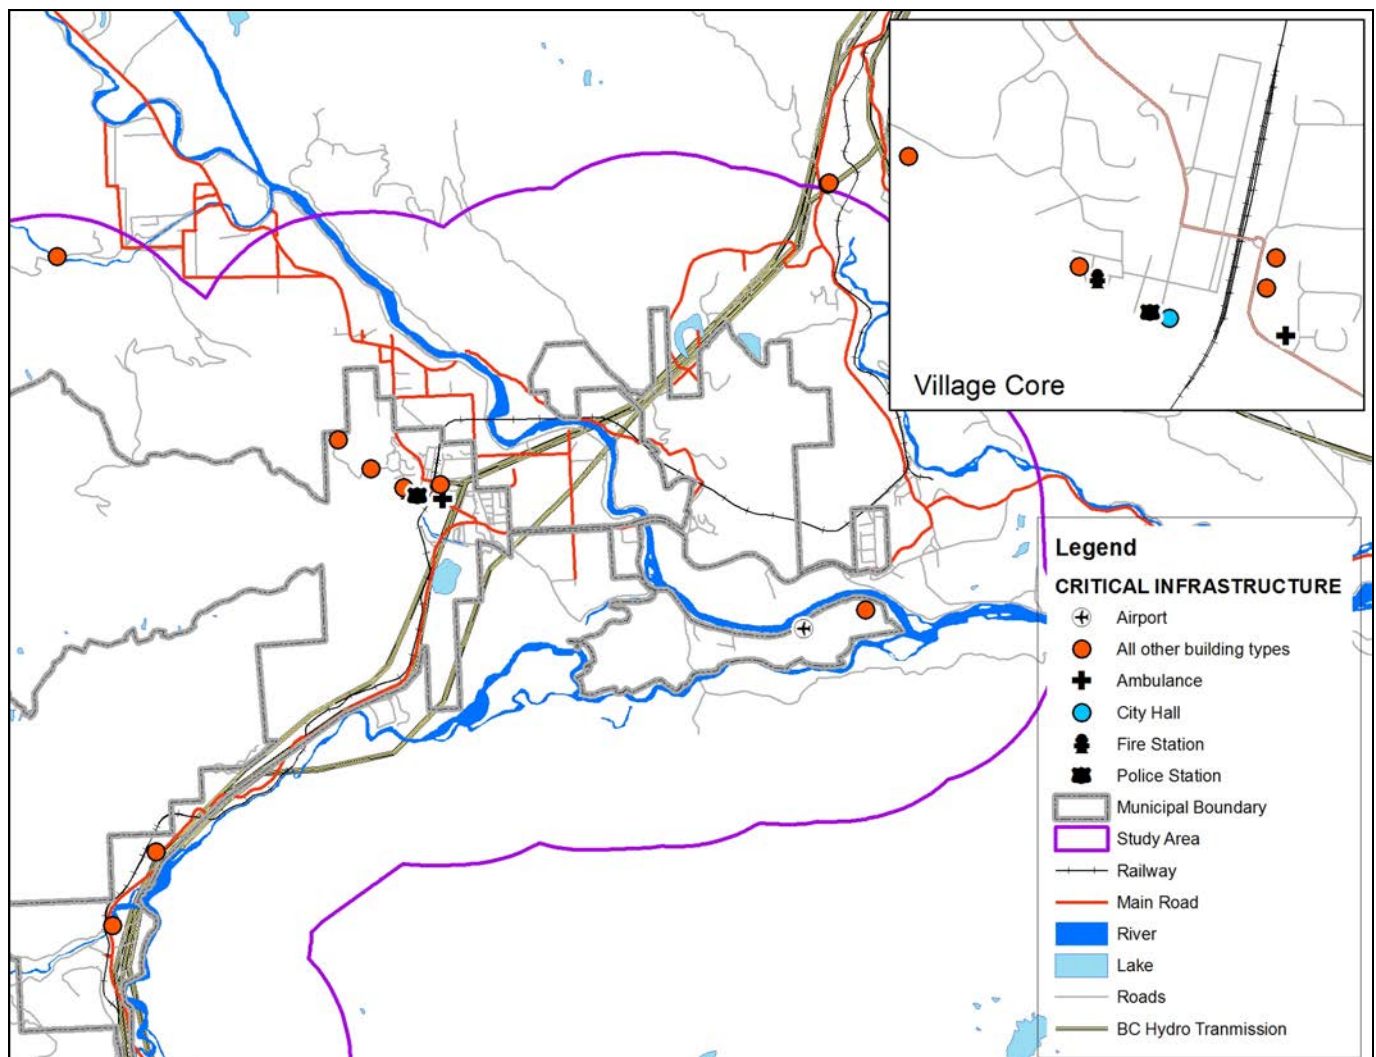 Village Core
Legend
CRITICAL INFRASTRUCTURE
Airport
All other building types
Ambulance
City Hall
Fire Station
Police Station
Municipal Boundary
Study Area
Railway
Main Road
River
Lake
Roads
BC Hydro Tranmission